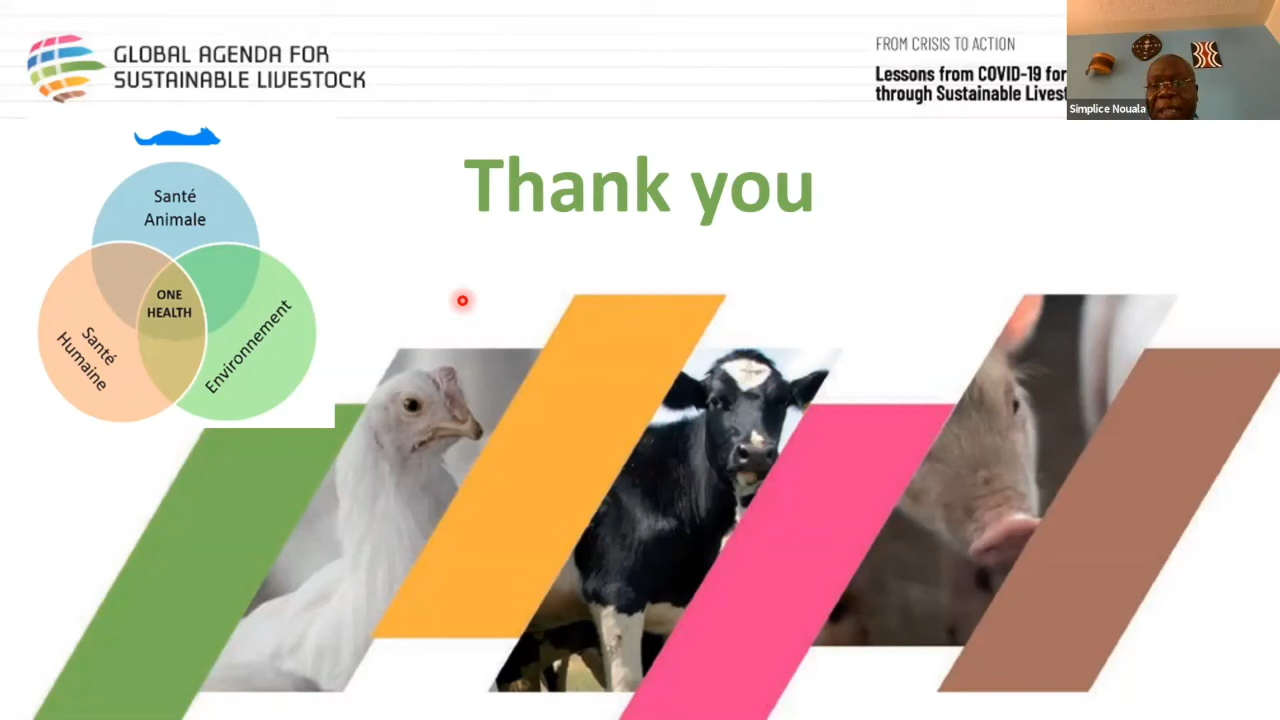 GLOBAL AGENDA FOR
SUSTAINABLE LIVESTOCK
FROM CRISIS TO ACTION
Lessons from COVID-19 for
through Sustainable Livest
Simplice Nouala
Thank you
Santé
Animale
ONE
HEALTH
Santé
Humaine
Environnement